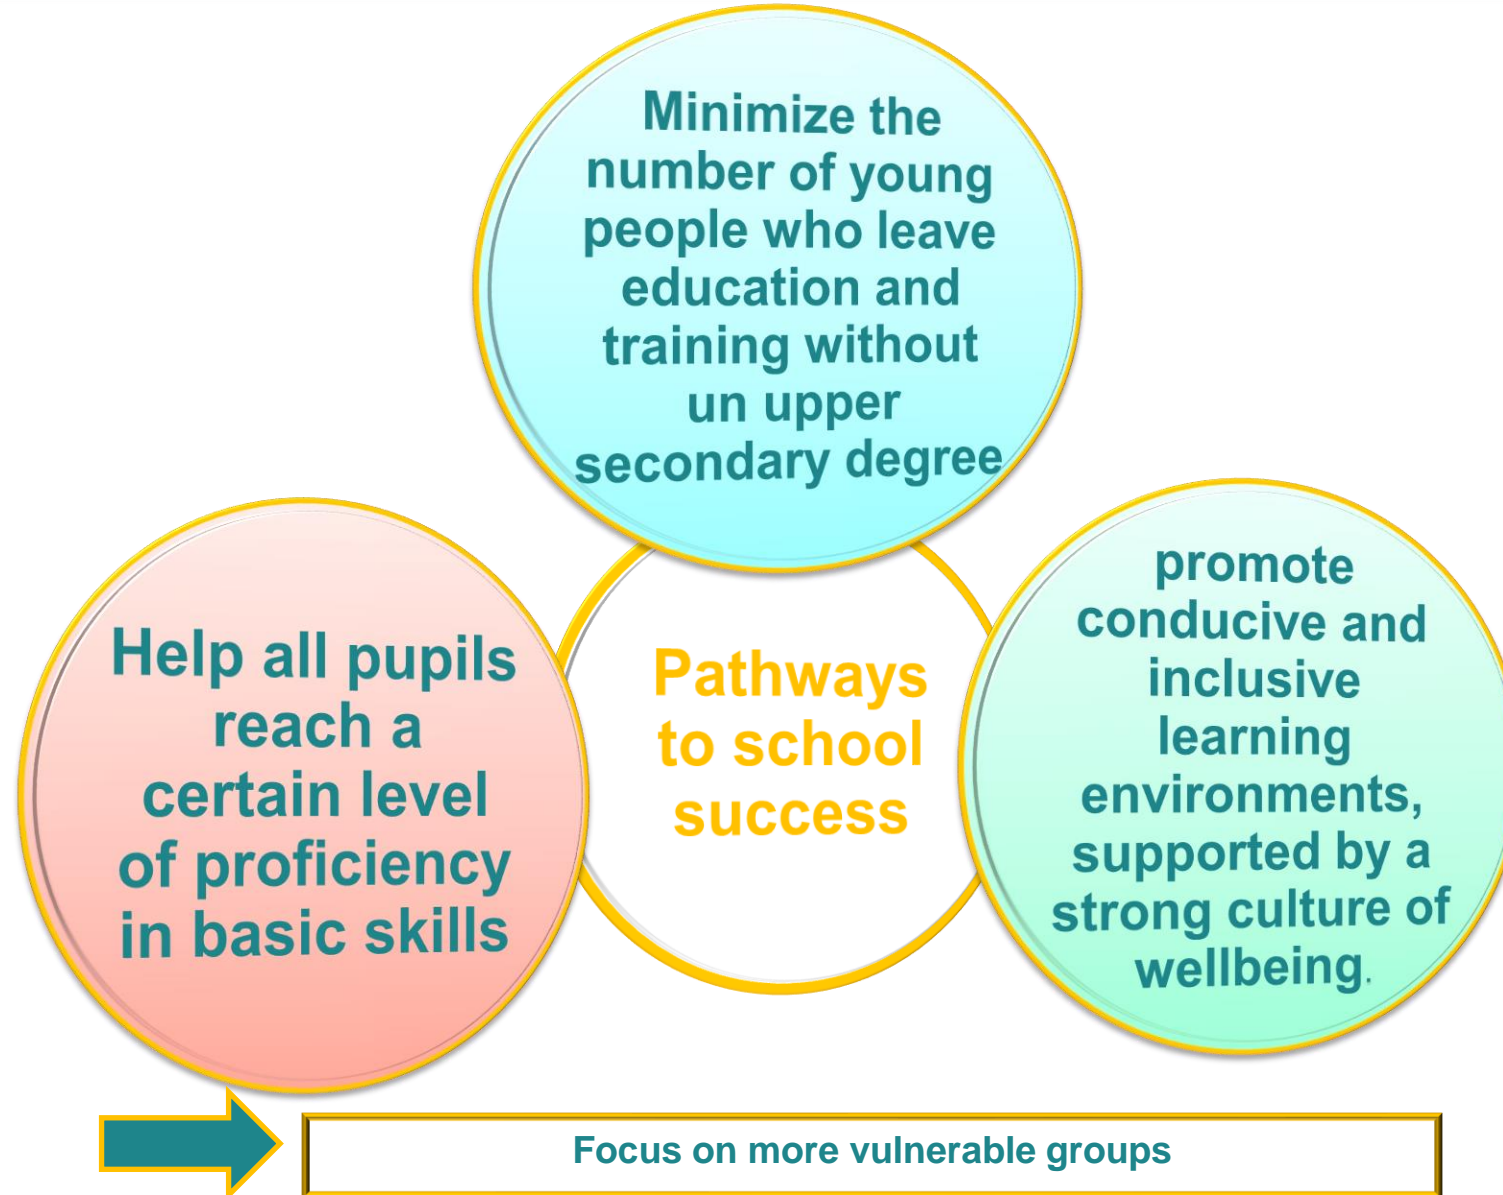 Minimize the
number of young
people who leave
education and
training without
un upper
secondary degree
Help all pupils
reach a
certain level
of proficiency
in basic skills
Pathways
to school
success
promote
conducive and
inclusive
learning
environments,
supported by a
strong culture of
wellbeing.
Focus on more vulnerable groups